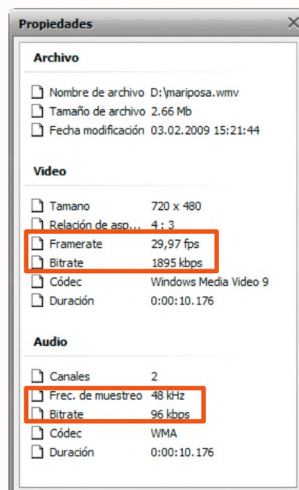 Propiedades
Archivo
Nombre de archivo D:\mariposa.wmv
Tamaño de archivo 2.66 Mb
Fecha modificación 03.02.2009 15:21:44
Video
Tamano 720 x 480
Relación de asp... 4 : 3
Framerate 29,97 fps
Bitrate 1895 kbps
Códec Windows Media Video 9
Duración 0:00:10.176
Audio
Canales 2
Frec. de muestreo 48 kHz
Bitrate 96 kbps
Códec WMA
Duración 0:00:10.176